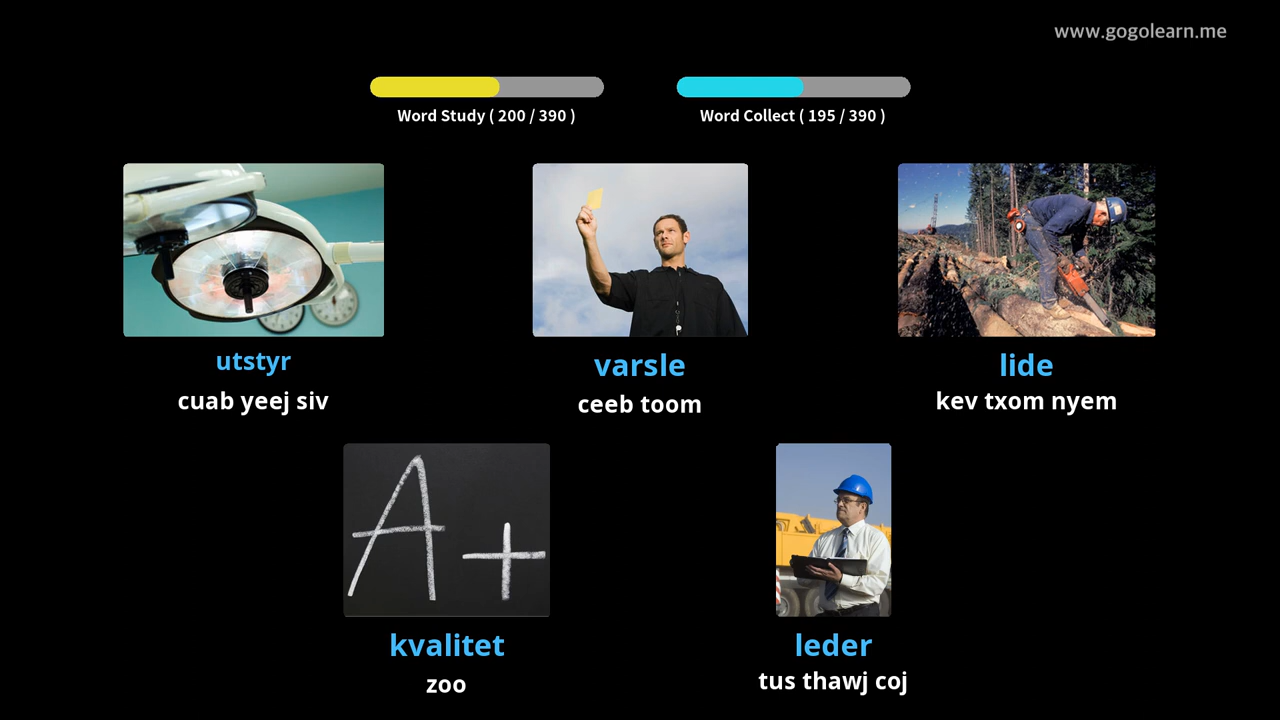 www.gogolearn.me
Word Study ( 200 / 390 )
Word Collect ( 195 / 390 )
utstyr
cuab yeej siv
varsle
ceeb toom
lide
kev txom nyem
A+
kvalitet
zoo
leder
tus thawj coj